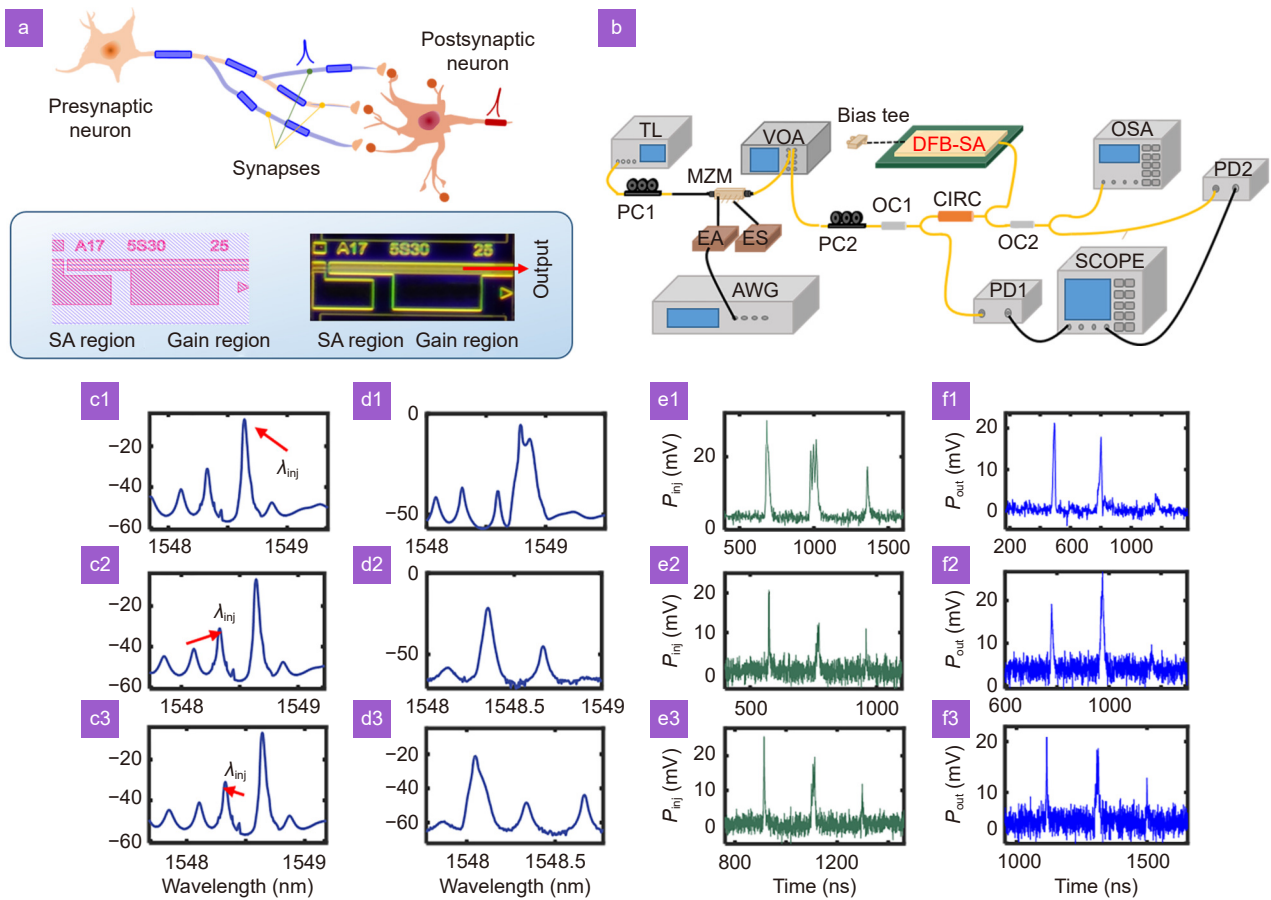 a
Presynaptic
neuron
Synapses
Postsynaptic
neuron
A17 5S30 25
SA region Gain region
A17 5S30 25
SA region Gain region
Output
b
TL
PC1
MZM
VOA
EA
ES
AWG
Bias tee
DFB-SA
PC2
OC1
CIRC
OC2
OSA
PD2
PD1
SCOPE
c1
−20
−40
−60
1548 1549
λinj
d1
0
−50
1548 1549
e1
Pinj (mV)
20
0
500 1000 1500
f1
Pout (mV)
20
10
0
200 600 1000
c2
−20
−40
−60
1548 1549
λinj
d2
0
−50
1548 1548.5 1549
e2
Pinj (mV)
20
10
0
500 1000
f2
Pout (mV)
20
10
0
600 1000
c3
−20
−40
−60
1548 1549
λinj
Wavelength (nm)
d3
−20
−40
−60
1548 1548.5
Wavelength (nm)
e3
Pinj (mV)
20
10
0
800 1200
Time (ns)
f3
Pout (mV)
20
10
0
1000 1500
Time (ns)